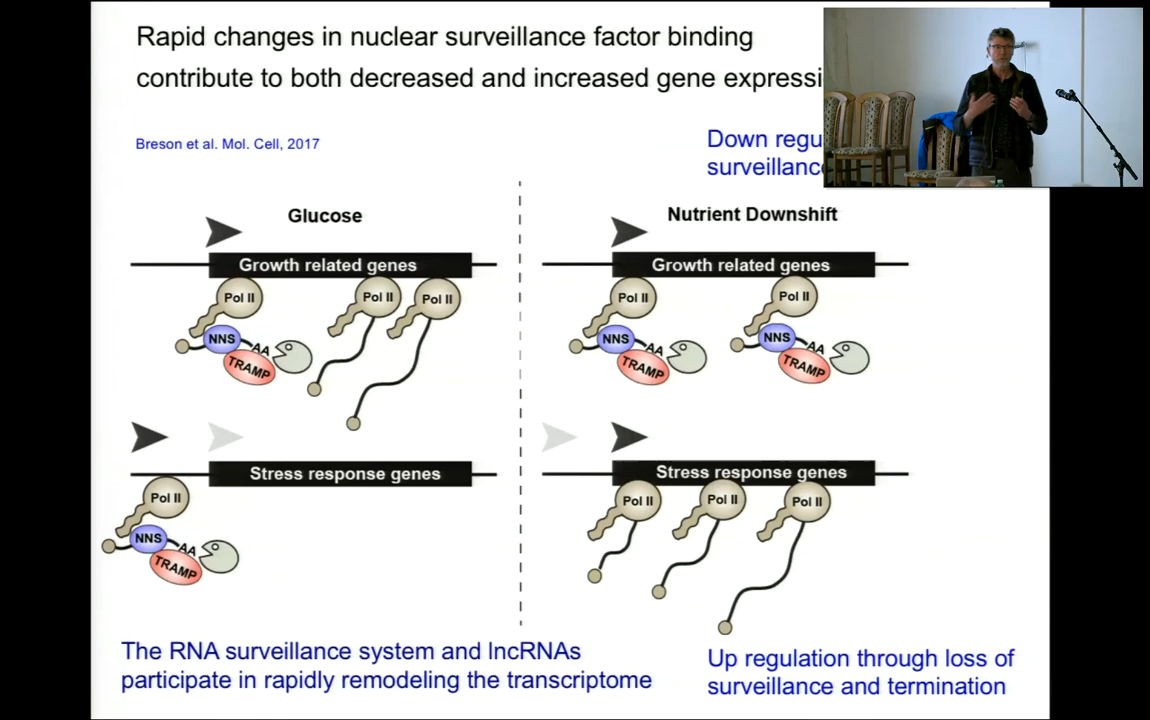 Rapid changes in nuclear surveillance factor binding
contribute to both decreased and increased gene
Breson et al. Mol. Cell, 2017
Down
surveillance
Glucose
Nutrient Downshift
Growth related genes
Growth related genes
Pol II
Pol II
Pol II
Pol II
Pol II
NNS
AA
TRAMP
NNS
AA
TRAMP
NNS
AA
TRAMP
Stress response genes
Stress response genes
Pol II
Pol II
Pol II
Pol II
NNS
AA
TRAMP
The RNA surveillance system and lncRNAs
participate in rapidly remodeling the transcriptome
Up regulation through loss of
surveillance and termination